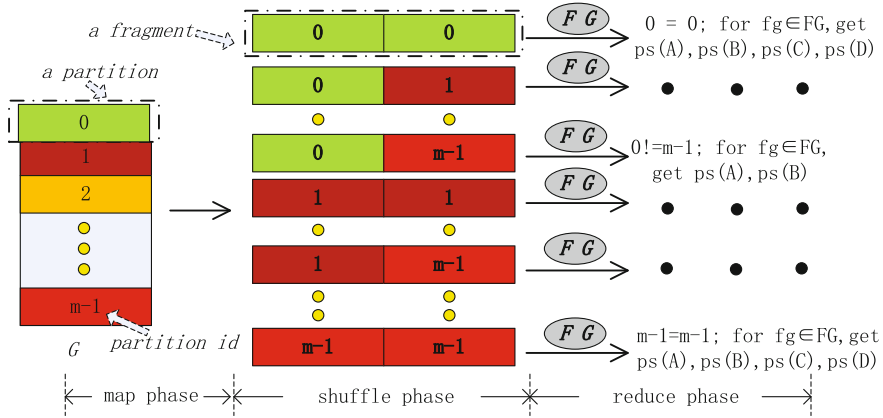 a fragment
a partition
0
1
2
m-1
G
partition id
0 0
0 1
0 m-1
1 1
1 m-1
m-1 m-1
F G
F G
F G
F G
F G
F G
0 = 0; for fg∈FG, get
ps(A), ps(B), ps(C), ps(D)
0!=m-1; for fg∈FG,
get ps(A), ps(B)
m-1=m-1; for fg∈FG, get
ps(A), ps(B), ps(C), ps(D)
map phase
shuffle phase
reduce phase